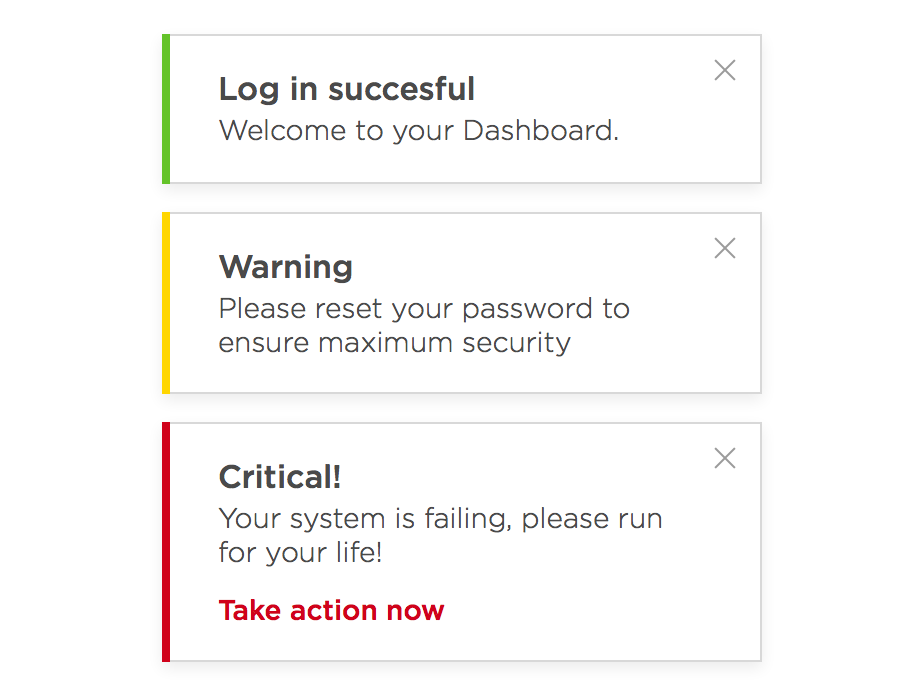 Log in succesful
Welcome to your Dashboard.
Warning
Please reset your password to
ensure maximum security
Critical!
Your system is failing, please run
for your life!
Take action now